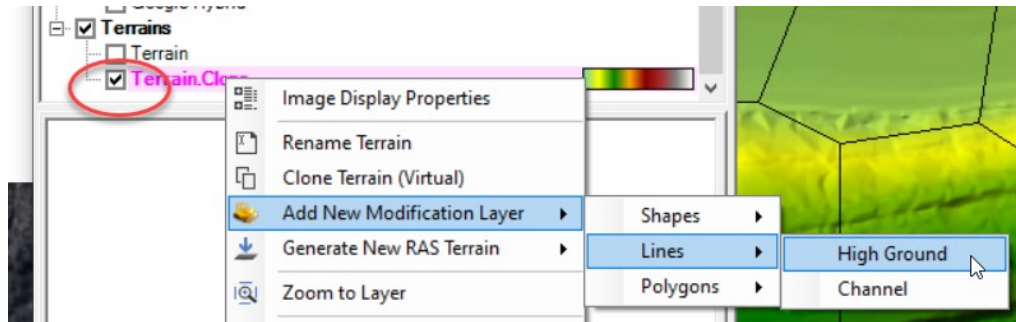 Terrains
Terrain
Terrain.Clone
Image Display Properties
Rename Terrain
Clone Terrain (Virtual)
Add New Modification Layer
Shapes
Generate New RAS Terrain
Lines
High Ground
Zoom to Layer
Polygons
Channel